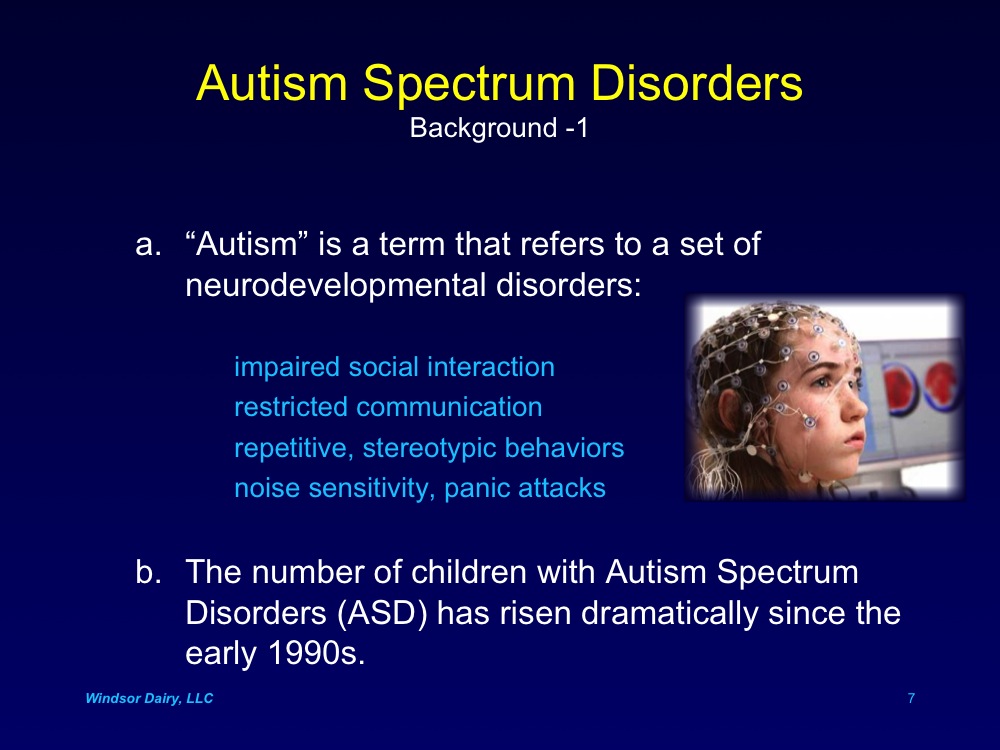 Autism Spectrum Disorders
Background -1
a. “Autism” is a term that refers to a set of
neurodevelopmental disorders:
impaired social interaction
restricted communication
repetitive, stereotypic behaviors
noise sensitivity, panic attacks
b. The number of children with Autism Spectrum
Disorders (ASD) has risen dramatically since the
early 1990s.
Windsor Dairy, LLC
7